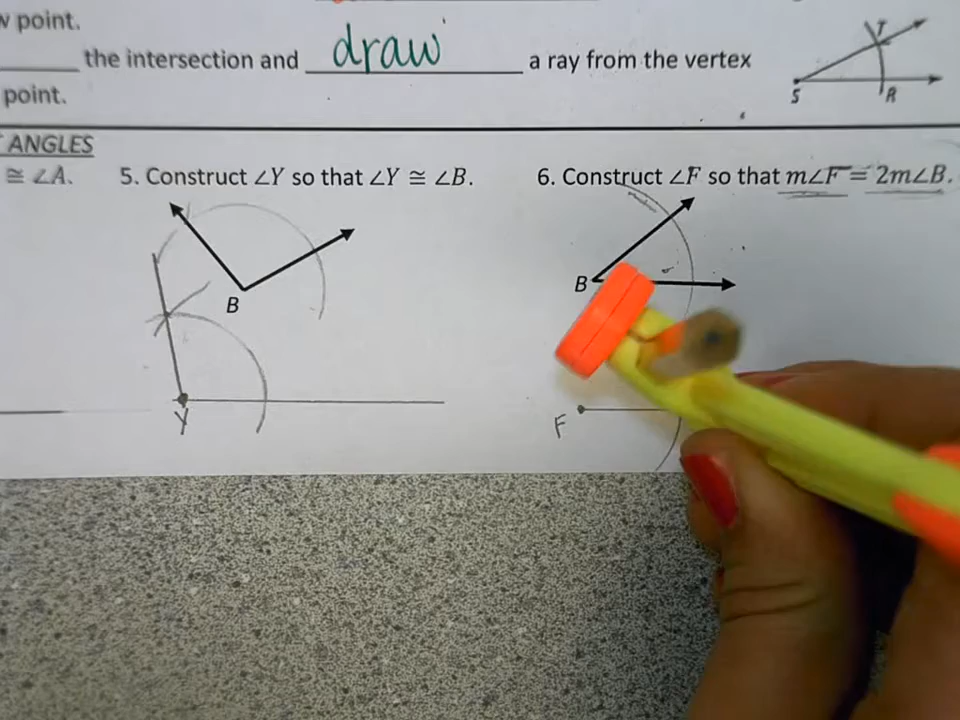 w point.
the intersection and draw a ray from the vertex
point.
T
S R
ANGLES
≅ ∠A. 5. Construct ∠Y so that ∠Y ≅ ∠B. 6. Construct ∠F so that m∠F = 2m∠B.
B B
Y F